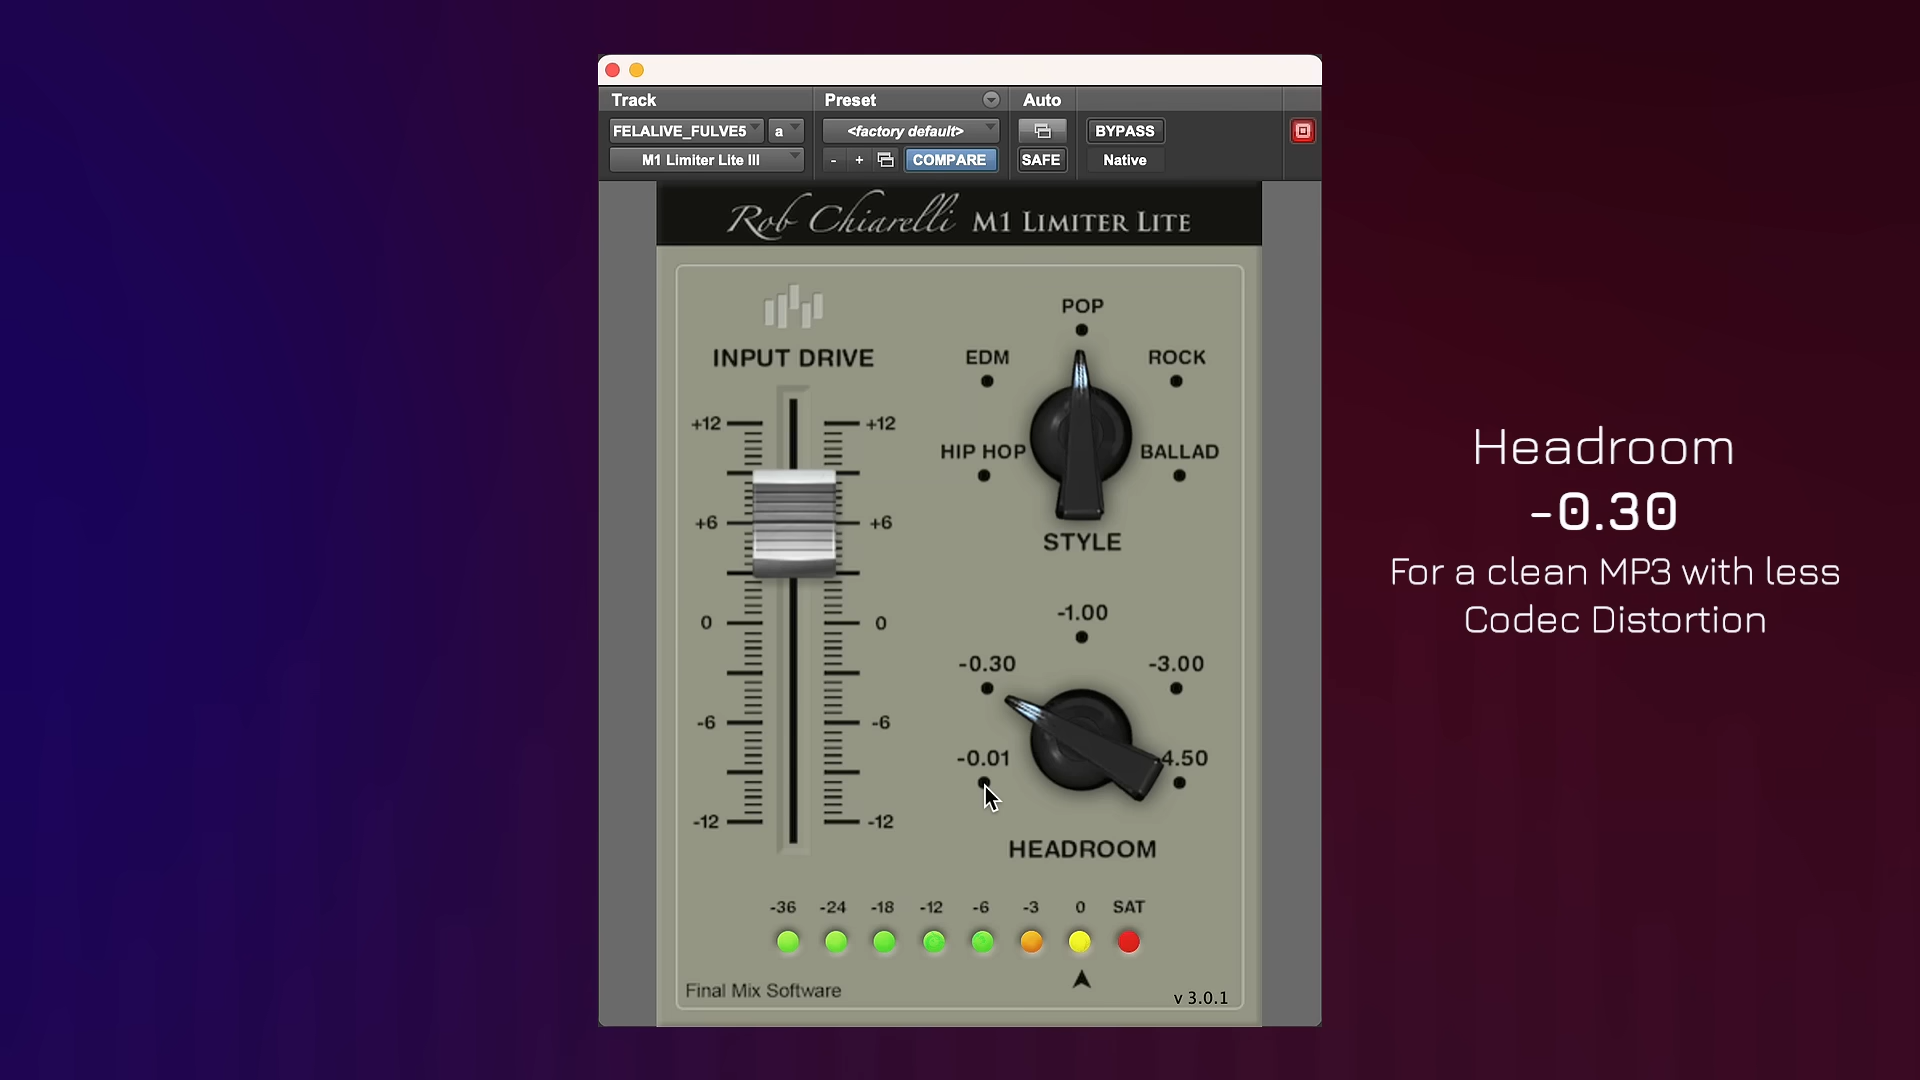 Track
Preset
Auto
FELALIVE_FULVE5
a
<factory default>
BYPASS
M1 Limiter Lite III
- +
COMPARE
SAFE
Native
Rob Chiarelli M1 LIMITER LITE
INPUT DRIVE
+12 +12
+6 +6
0 0
-6 -6
-12 -12
POP
EDM
ROCK
HIP HOP
BALLAD
STYLE
-1.00
-0.30
-3.00
-0.01
4.50
HEADROOM
-36 -24 -18 -12 -6 -3 0 SAT
Final Mix Software
v 3.0.1
Headroom
-0.30
For a clean MP3 with less
Codec Distortion